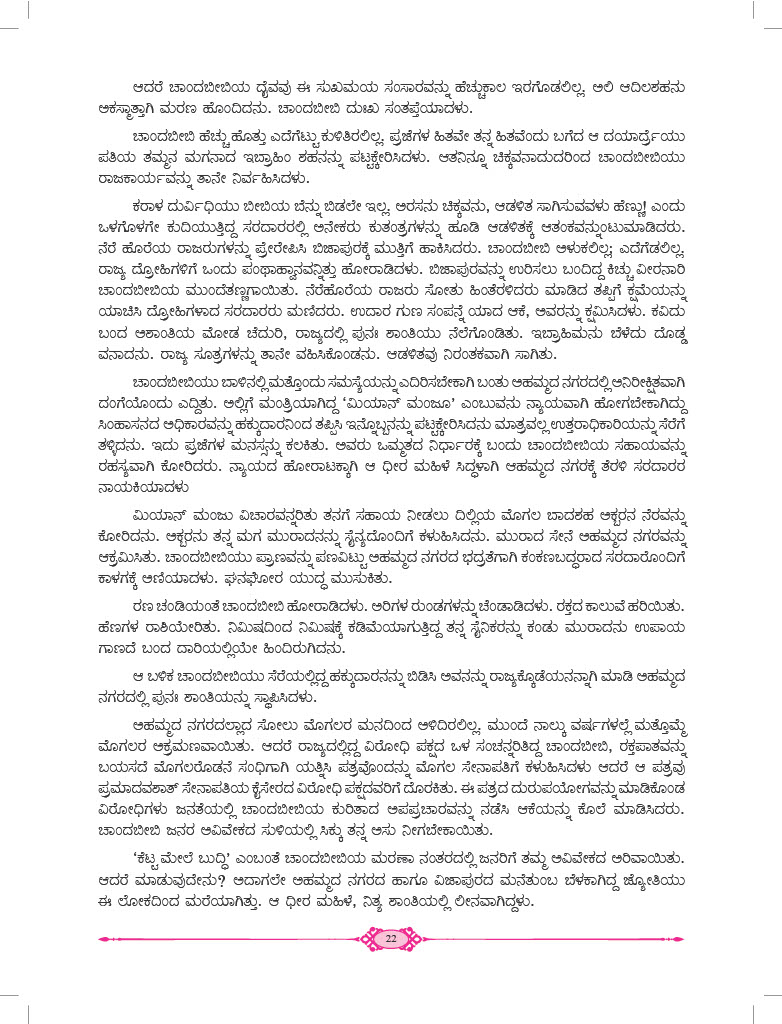 ಆದರೆ ಚಾಂದಬೀಬಿಯ ದೈವವು ಈ ಸುಖಮಯ ಸಂಸಾರವನ್ನು ಹೆಚ್ಚುಕಾಲ ಇರಗೊಡಲಿಲ್ಲ. ಅಲಿ ಆದಿಲಶಹನು
ಅಕಸ್ಮಾತ್ತಾಗಿ ಮರಣ ಹೊಂದಿದನು. ಚಾಂದಬೀಬಿ ದುಃಖ ಸಂತಪ್ತೆಯಾದಳು.
ಚಾಂದಬೀಬಿ ಹೆಚ್ಚು ಹೊತ್ತು ಎದೆಗೆಟ್ಟು ಕುಳಿತಿರಲಿಲ್ಲ. ಪ್ರಜೆಗಳ ಹಿತವೇ ತನ್ನ ಹಿತವೆಂದು ಬಗೆದ ಆ ದಯಾರ್ದ್ರೆಯು
ಪತಿಯ ತಮ್ಮನ ಮಗನಾದ ಇಬ್ರಾಹಿಂ ಶಹನನ್ನು ಪಟ್ಟಕ್ಕೇರಿಸಿದಳು. ಆತನಿನ್ನೂ ಚಿಕ್ಕವನಾದುದರಿಂದ ಚಾಂದಬೀಬಿಯು
ರಾಜಕಾರ್ಯವನ್ನು ತಾನೇ ನಿರ್ವಹಿಸಿದಳು.
ಕರಾಳ ದುರ್ವಿಧಿಯು ಬೀಬಿಯ ಬೆನ್ನು ಬಿಡಲೇ ಇಲ್ಲ. ಅರಸನು ಚಿಕ್ಕವನು, ಆಡಳಿತ ಸಾಗಿಸುವವಳು ಹೆಣ್ಣು! ಎಂದು
ಒಳಗೊಳಗೇ ಕುದಿಯುತ್ತಿದ್ದ ಸರದಾರರಲ್ಲಿ ಅನೇಕರು ಕುತಂತ್ರಗಳನ್ನು ಹೂಡಿ ಆಡಳಿತಕ್ಕೆ ಆತಂಕವನ್ನುಂಟುಮಾಡಿದರು.
ನೆರೆ ಹೊರೆಯ ರಾಜರುಗಳನ್ನು ಪ್ರೇರೇಪಿಸಿ ಬಿಜಾಪುರಕ್ಕೆ ಮುತ್ತಿಗೆ ಹಾಕಿಸಿದರು. ಚಾಂದಬೀಬಿ ಅಳುಕಲಿಲ್ಲ; ಎದೆಗೆಡಲಿಲ್ಲ.
ರಾಜ್ಯ ದ್ರೋಹಿಗಳಿಗೆ ಒಂದು ಪಂಥಾಹ್ವಾನವನ್ನಿತ್ತು ಹೋರಾಡಿದಳು. ಬಿಜಾಪುರವನ್ನು ಉರಿಸಲು ಬಂದಿದ್ದ ಕಿಚ್ಚು ವೀರನಾರಿ
ಚಾಂದಬೀಬಿಯ ಮುಂದೆತಣ್ಣಗಾಯಿತು. ನೆರೆಹೊರೆಯ ರಾಜರು ಸೋತು ಹಿಂತೆರಳಿದರು ಮಾಡಿದ ತಪ್ಪಿಗೆ ಕ್ಷಮೆಯನ್ನು
ಯಾಚಿಸಿ ದ್ರೋಹಿಗಳಾದ ಸರದಾರರು ಮಣಿದರು. ಉದಾರ ಗುಣ ಸಂಪನ್ನೆ ಯಾದ ಆಕೆ, ಅವರನ್ನು ಕ್ಷಮಿಸಿದಳು. ಕವಿದು
ಬಂದ ಅಶಾಂತಿಯ ಮೋಡ ಚೆದುರಿ, ರಾಜ್ಯದಲ್ಲಿ ಪುನಃ ಶಾಂತಿಯು ನೆಲೆಗೊಂಡಿತು. ಇಬ್ರಾಹಿಮನು ಬೆಳೆದು ದೊಡ್ಡ
ವನಾದನು. ರಾಜ್ಯ ಸೂತ್ರಗಳನ್ನು ತಾನೇ ವಹಿಸಿಕೊಂಡನು. ಆಡಳಿತವು ನಿರಂತಕವಾಗಿ ಸಾಗಿತು.
ಚಾಂದಬೀಬಿಯು ಬಾಳಿನಲ್ಲಿ ಮತ್ತೊಂದು ಸಮಸ್ಯೆಯನ್ನು ಎದಿರಿಸಬೇಕಾಗಿ ಬಂತು ಅಹಮ್ಮದ ನಗರದಲ್ಲಿ ಅನಿರೀಕ್ಷಿತವಾಗಿ
ದಂಗೆಯೊಂದು ಎದ್ದಿತು. ಅಲ್ಲಿಗೆ ಮಂತ್ರಿಯಾಗಿದ್ದ ‘ಮಿಯಾನ್ ಮಂಜೂ’ ಎಂಬುವನು ನ್ಯಾಯವಾಗಿ ಹೋಗಬೇಕಾಗಿದ್ದು
ಸಿಂಹಾಸನದ ಅಧಿಕಾರವನ್ನು ಹಕ್ಕುದಾರನಿಂದ ತಪ್ಪಿಸಿ ಇನ್ನೊಬ್ಬನನ್ನು ಪಟ್ಟಕ್ಕೇರಿಸಿದನು ಮಾತ್ರವಲ್ಲ ಉತ್ತರಾಧಿಕಾರಿಯನ್ನು ಸೆರೆಗೆ
ತಳ್ಳಿದನು. ಇದು ಪ್ರಜೆಗಳ ಮನಸ್ಸನ್ನು ಕಲಕಿತು. ಅವರು ಒಮ್ಮತದ ನಿರ್ಧಾರಕ್ಕೆ ಬಂದು ಚಾಂದಬೀಬಿಯ ಸಹಾಯವನ್ನು
ರಹಸ್ಯವಾಗಿ ಕೋರಿದರು. ನ್ಯಾಯದ ಹೋರಾಟಕ್ಕಾಗಿ ಆ ಧೀರ ಮಹಿಳೆ ಸಿದ್ಧಳಾಗಿ ಆಹಮ್ಮದ ನಗರಕ್ಕೆ ತೆರಳಿ ಸರದಾರರ
ನಾಯಕಿಯಾದಳು
ಮಿಯಾನ್ ಮಂಜು ವಿಚಾರವನ್ನರಿತು ತನಗೆ ಸಹಾಯ ನೀಡಲು ದಿಲ್ಲಿಯ ಮೊಗಲ ಬಾದಶಹ ಅಕ್ಬರನ ನೆರವನ್ನು
ಕೋರಿದನು. ಅಕ್ಬರನು ತನ್ನ ಮಗ ಮುರಾದನನ್ನು ಸೈನ್ಯದೊಂದಿಗೆ ಕಳುಹಿಸಿದನು. ಮುರಾದ ಸೇನೆ ಅಹಮ್ಮದ ನಗರವನ್ನು
ಆಕ್ರಮಿಸಿತು. ಚಾಂದಬೀಬಿಯು ಪ್ರಾಣವನ್ನು ಪಣವಿಟ್ಟು ಅಹಮ್ಮದ ನಗರದ ಭದ್ರತೆಗಾಗಿ ಕಂಕಣಬದ್ಧರಾದ ಸರದಾರೊಂದಿಗೆ
ಕಾಳಗಕ್ಕೆ ಅಣಿಯಾದಳು. ಘನಘೋರ ಯುದ್ಧ ಮುಸುಕಿತು.
ರಣ ಚಂಡಿಯಂತೆ ಚಾಂದಬೀಬಿ ಹೋರಾಡಿದಳು. ಅರಿಗಳ ರುಂಡಗಳನ್ನು ಚೆಂಡಾಡಿದಳು. ರಕ್ತದ ಕಾಲುವೆ ಹರಿಯಿತು.
ಹೆಣಗಳ ರಾಶಿಯೇರಿತು. ನಿಮಿಷದಿಂದ ನಿಮಿಷಕ್ಕೆ ಕಡಿಮೆಯಾಗುತ್ತಿದ್ದ ತನ್ನ ಸೈನಿಕರನ್ನು ಕಂಡು ಮುರಾದನು ಉಪಾಯ
ಗಾಣದೆ ಬಂದ ದಾರಿಯಲ್ಲಿಯೇ ಹಿಂದಿರುಗಿದನು.
ಆ ಬಳಿಕ ಚಾಂದಬೀಬಿಯು ಸೆರೆಯಲ್ಲಿದ್ದ ಹಕ್ಕುದಾರನನ್ನು ಬಿಡಿಸಿ ಅವನನ್ನು ರಾಜ್ಯಕ್ಕೊಡೆಯನನ್ನಾಗಿ ಮಾಡಿ ಅಹಮ್ಮದ
ನಗರದಲ್ಲಿ ಪುನಃ ಶಾಂತಿಯನ್ನು ಸ್ಥಾಪಿಸಿದಳು.
ಅಹಮ್ಮದ ನಗರದಲ್ಲಾದ ಸೋಲು ಮೊಗಲರ ಮನದಿಂದ ಅಳಿದಿರಲಿಲ್ಲ. ಮುಂದೆ ನಾಲ್ಕು ವರ್ಷಗಳಲ್ಲೆ ಮತ್ತೊಮ್ಮೆ
ಮೊಗಲರ ಆಕ್ರಮಣವಾಯಿತು. ಆದರೆ ರಾಜ್ಯದಲ್ಲಿದ್ದ ವಿರೋಧಿ ಪಕ್ಷದ ಒಳ ಸಂಚನ್ನರಿತಿದ್ದ ಚಾಂದಬೀಬಿ, ರಕ್ತಪಾತವನ್ನು
ಬಯಸದೆ ಮೊಗಲರೊಡನೆ ಸಂಧಿಗಾಗಿ ಯತ್ನಿಸಿ ಪತ್ರವೊಂದನ್ನು ಮೊಗಲ ಸೇನಾಪತಿಗೆ ಕಳುಹಿಸಿದಳು ಆದರೆ ಆ ಪತ್ರವು
ಪ್ರಮಾದವಶಾತ್ ಸೇನಾಪತಿಯ ಕೈಸೇರದ ವಿರೋಧಿ ಪಕ್ಷದವರಿಗೆ ದೊರಕಿತು. ಈ ಪತ್ರದ ದುರುಪಯೋಗವನ್ನು ಮಾಡಿಕೊಂಡ
ವಿರೋಧಿಗಳು ಜನತೆಯಲ್ಲಿ ಚಾಂದಬೀಬಿಯ ಕುರಿತಾದ ಅಪಪ್ರಚಾರವನ್ನು ನಡೆಸಿ ಆಕೆಯನ್ನು ಕೊಲೆ ಮಾಡಿಸಿದರು.
ಚಾಂದಬೀಬಿ ಜನರ ಅವಿವೇಕದ ಸುಳಿಯಲ್ಲಿ ಸಿಕ್ಕು ತನ್ನ ಅಸು ನೀಗಬೇಕಾಯಿತು.
‘ಕೆಟ್ಟ ಮೇಲೆ ಬುದ್ಧಿ’ ಎಂಬಂತೆ ಚಾಂದಬೀಬಿಯ ಮರಣಾ ನಂತರದಲ್ಲಿ ಜನರಿಗೆ ತಮ್ಮ ಅವಿವೇಕದ ಅರಿವಾಯಿತು.
ಆದರೆ ಮಾಡುವುದೇನು? ಅದಾಗಲೇ ಅಹಮ್ಮದ ನಗರದ ಹಾಗೂ ವಿಜಾಪುರದ ಮನೆತುಂಬ ಬೆಳಕಾಗಿದ್ದ ಜ್ಯೋತಿಯು
ಈ ಲೋಕದಿಂದ ಮರೆಯಾಗಿತ್ತು. ಆ ಧೀರ ಮಹಿಳೆ, ನಿತ್ಯ ಶಾಂತಿಯಲ್ಲಿ ಲೀನವಾಗಿದ್ದಳು.
22